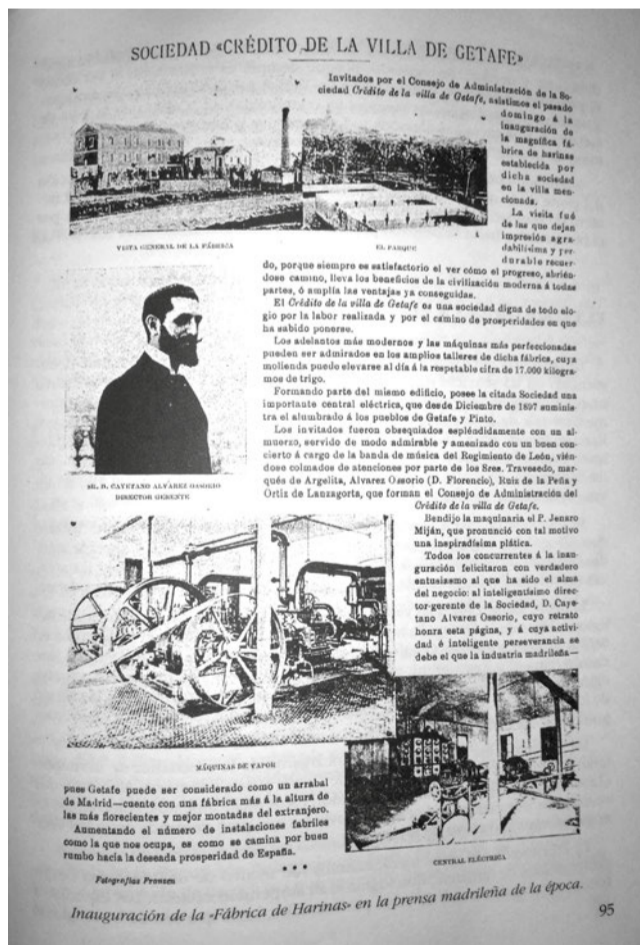 SOCIEDAD «CRÉDITO DE LA VILLA DE GETAFE»
Invitados por el Consejo de Administración de la So-
ciedad Crédito de la villa de Getafe, asistimos el pasado
domingo á la
inauguración de
la magnífica fá-
brica de harinas
establecida por
dicha sociedad
en la villa men-
cionada.
La visita fué
de las que dejan
impresión agra-
dabilísima y per-
durable recuer-
VISTA GENERAL DE LA FÁBRICA
EL PARQUE
do, porque siempre es satisfactorio el ver cómo el progreso, abrién-
dose camino, lleva los beneficios de la civilización moderna á todas
partes, ó amplía las ventajas ya conseguidas.
El Crédito de la villa de Getafe es una sociedad digna de todo elo-
gio por la labor realizada y por el camino de prosperidades en que
ha sabido ponerse.
Los adelantos más modernos y las máquinas más perfeccionadas
pueden ser admirados en los amplios talleres de dicha fábrica, cuya
molienda puede elevarse al día á la respetable cifra de 17.000 kilogra-
mos de trigo.
Formando parte del mismo edificio, posee la citada Sociedad una
importante central eléctrica, que desde Diciembre de 1897 suminis-
tra el alumbrado á los pueblos de Getafe y Pinto.
Los invitados fueron obsequiados espléndidamente con un al-
muerzo, servido de modo admirable y amenizado con un buen con-
cierto á cargo de la banda de música del Regimiento de León, vién-
dose colmados de atenciones por parte de los Sres. Travesedo, mar-
qués de Argelita, Alvarez Ossorio (D. Florencio), Ruiz de la Peña y
Ortiz de Lanzagorta, que forman el Consejo de Administración del
Crédito de la villa de Getafe.
SR. D. CAYETANO ALVAREZ OSSORIO
DIRECTOR GERENTE
Bendijo la maquinaria el P. Jenaro
Miján, que pronunció con tal motivo
una inspiradísima plática.
Todos los concurrentes á la inau-
guración felicitaron con verdadero
entusiasmo al que ha sido el alma
del negocio: al inteligentísimo direc-
tor-gerente de la Sociedad, D. Caye-
tano Alvarez Ossorio, cuyo retrato
honra esta página, y á cuya activi-
dad é inteligente perseverancia se
debe el que la industria madrileña—
MÁQUINAS DE VAPOR
pues Getafe puede ser considerado como un arrabal
de Madrid—cuente con una fábrica más á la altura de
las más florecientes y mejor montadas del extranjero.
Aumentando el número de instalaciones fabriles
como la que nos ocupa, es como se camina por buen
rumbo hacia la deseada prosperidad de España.
* * *
Fotografías Franzen
CENTRAL ELÉCTRICA
Inauguración de la «Fábrica de Harinas» en la prensa madrileña de la época.
95